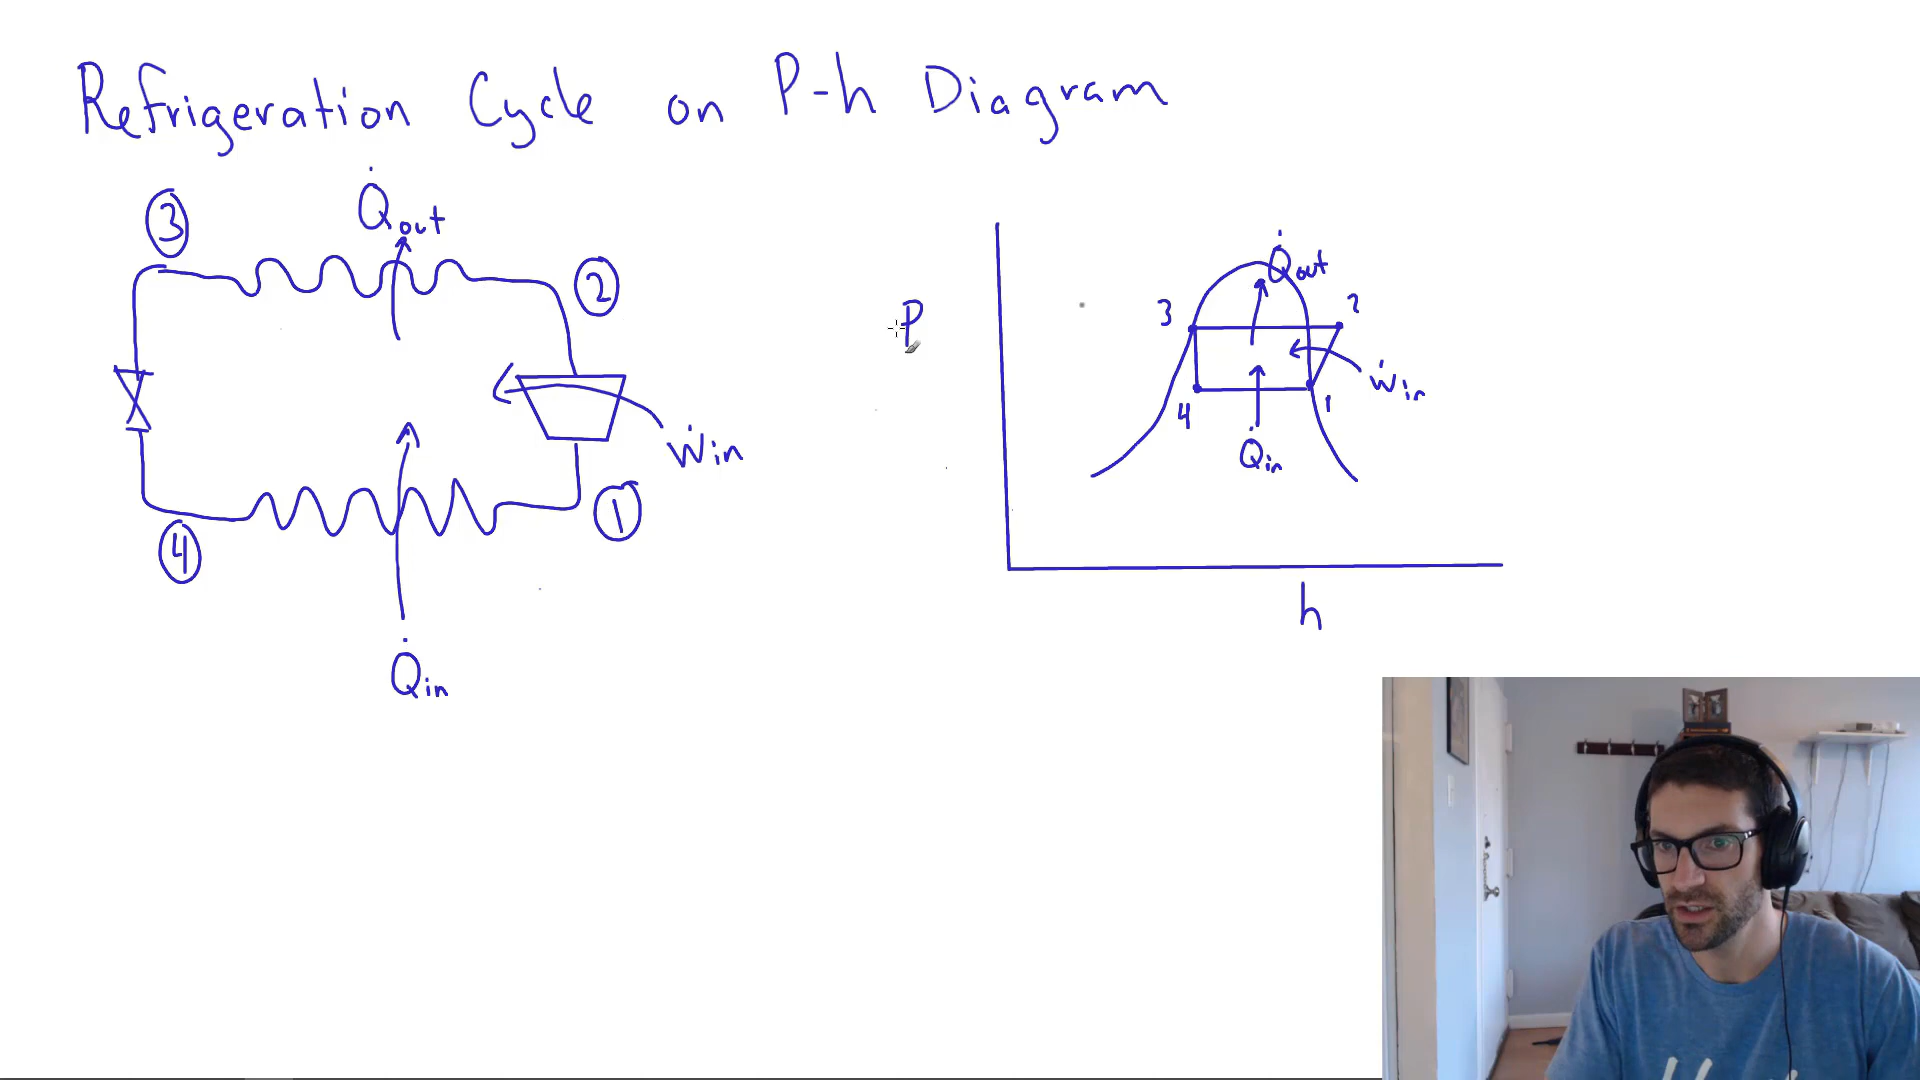 Refrigeration Cycle on P-h Diagram
③
Q̇out
②
Ẇin
①
④
Q̇in
P
Q̇out
3
2
Ẇin
4
1
Q̇in
h